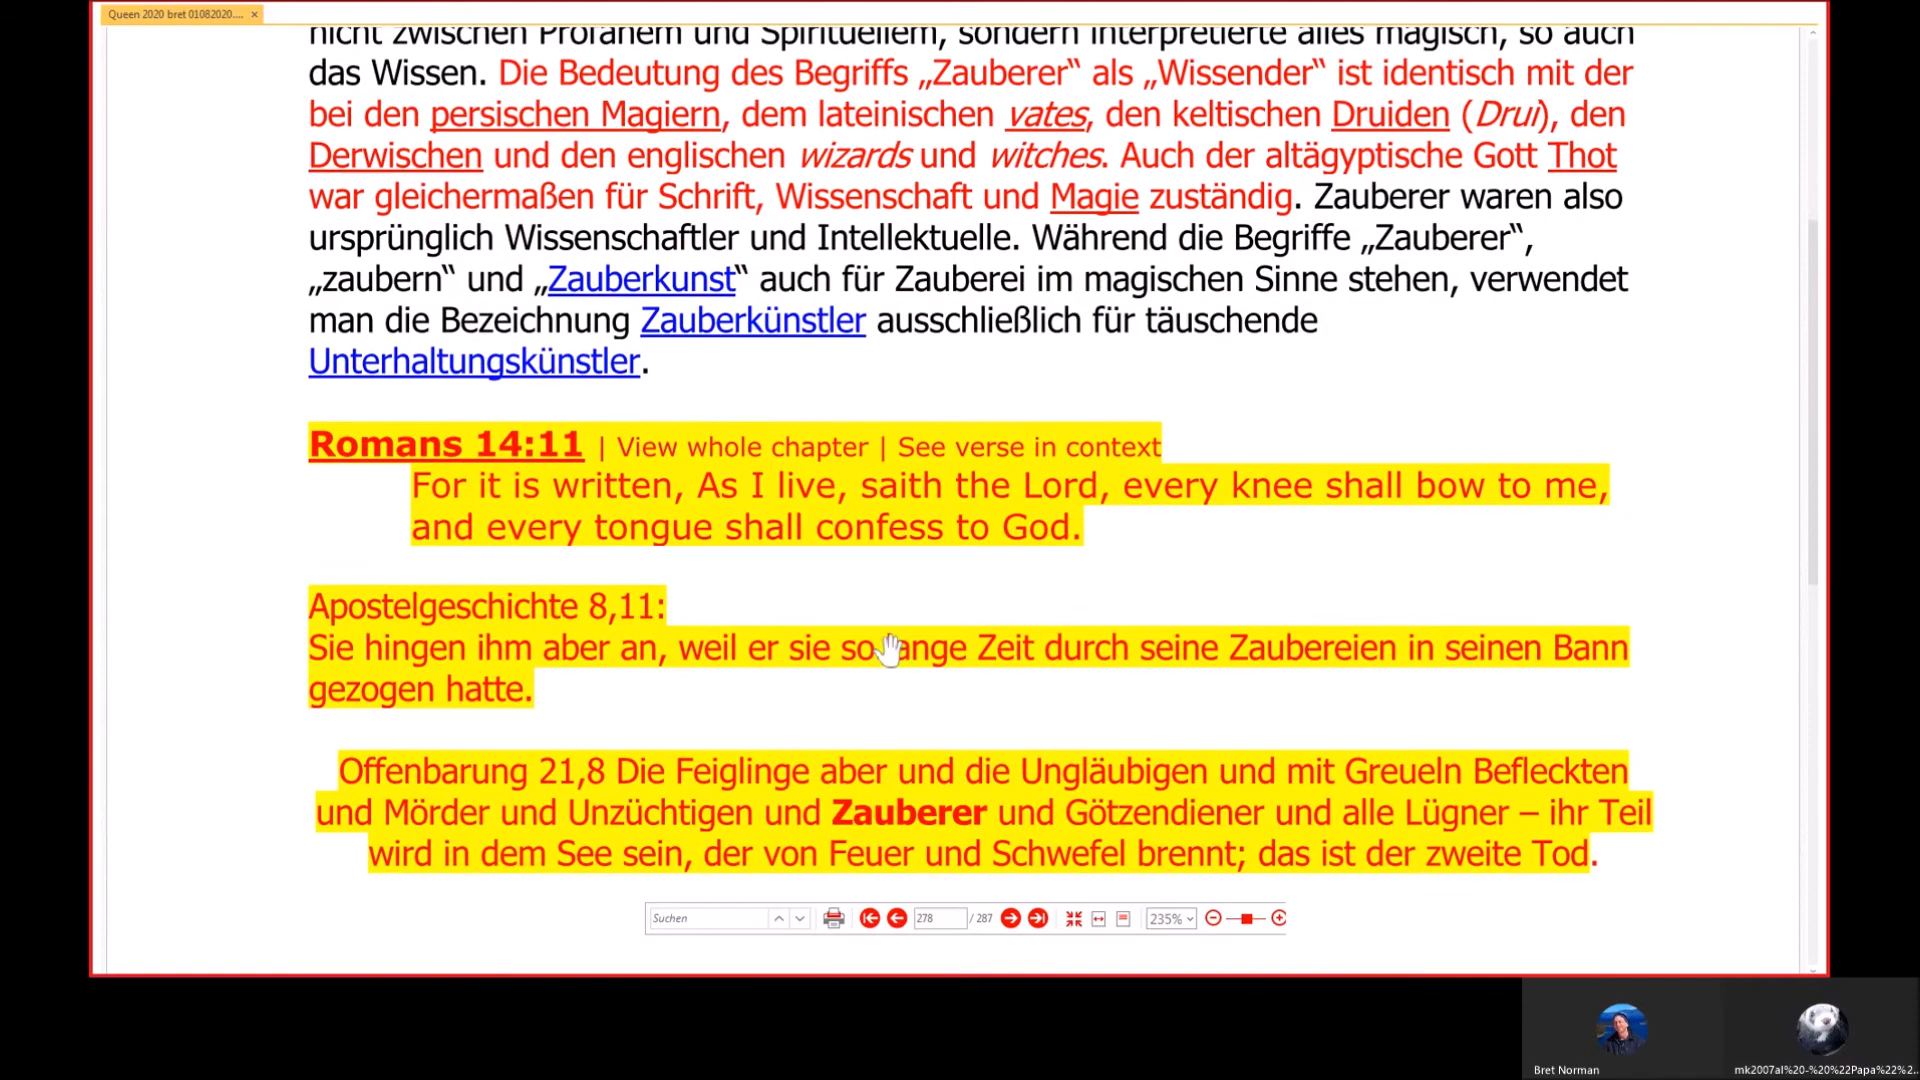 Queen 2020 bret 01082020....
nicht zwischen Profanem und Spirituellem, sondern interpretierte alles magisch, so auch
das Wissen. Die Bedeutung des Begriffs „Zauberer“ als „Wissender“ ist identisch mit der
bei den persischen Magiern, dem lateinischen vates, den keltischen Druiden (Drui), den
Derwischen und den englischen wizards und witches. Auch der altägyptische Gott Thot
war gleichermaßen für Schrift, Wissenschaft und Magie zuständig. Zauberer waren also
ursprünglich Wissenschaftler und Intellektuelle. Während die Begriffe „Zauberer“,
„zaubern“ und „Zauberkunst“ auch für Zauberei im magischen Sinne stehen, verwendet
man die Bezeichnung Zauberkünstler ausschließlich für täuschende
Unterhaltungskünstler.
Romans 14:11 | View whole chapter | See verse in context
For it is written, As I live, saith the Lord, every knee shall bow to me,
and every tongue shall confess to God.
Apostelgeschichte 8,11:
Sie hingen ihm aber an, weil er sie so lange Zeit durch seine Zaubereien in seinen Bann
gezogen hatte.
Offenbarung 21,8 Die Feiglinge aber und die Ungläubigen und mit Greueln Befleckten
und Mörder und Unzüchtigen und Zauberer und Götzendiener und alle Lügner – ihr Teil
wird in dem See sein, der von Feuer und Schwefel brennt; das ist der zweite Tod.
Suchen 278 / 287 235%
Bret Norman mk2007al%20-%20%22Papa%22%2...